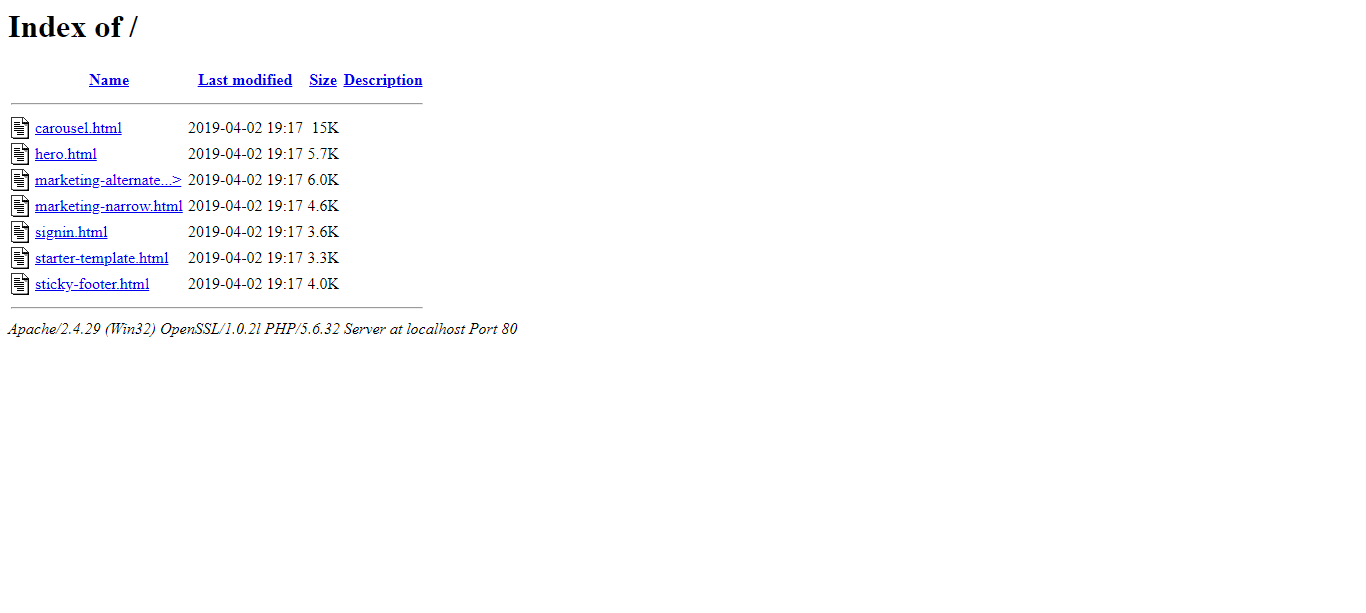 Index of /
Name Last modified Size Description
carousel.html 2019-04-02 19:17 15K
hero.html 2019-04-02 19:17 5.7K
marketing-alternate...> 2019-04-02 19:17 6.0K
marketing-narrow.html 2019-04-02 19:17 4.6K
signin.html 2019-04-02 19:17 3.6K
starter-template.html 2019-04-02 19:17 3.3K
sticky-footer.html 2019-04-02 19:17 4.0K
Apache/2.4.29 (Win32) OpenSSL/1.0.2l PHP/5.6.32 Server at localhost Port 80